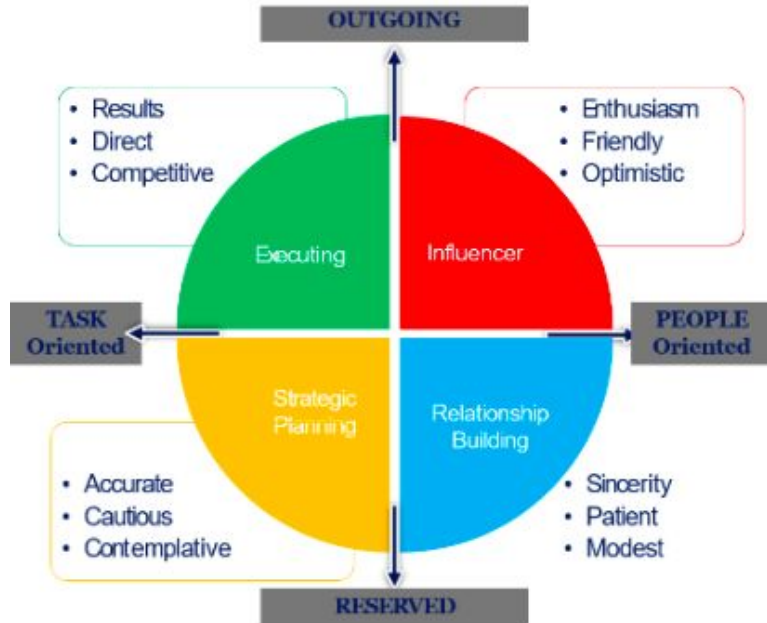 OUTGOING
• Results
• Direct
• Competitive
• Enthusiasm
• Friendly
• Optimistic
Executing
Influencer
TASK
Oriented
PEOPLE
Oriented
Strategic
Planning
Relationship
Building
• Accurate
• Cautious
• Contemplative
• Sincerity
• Patient
• Modest
RESERVED